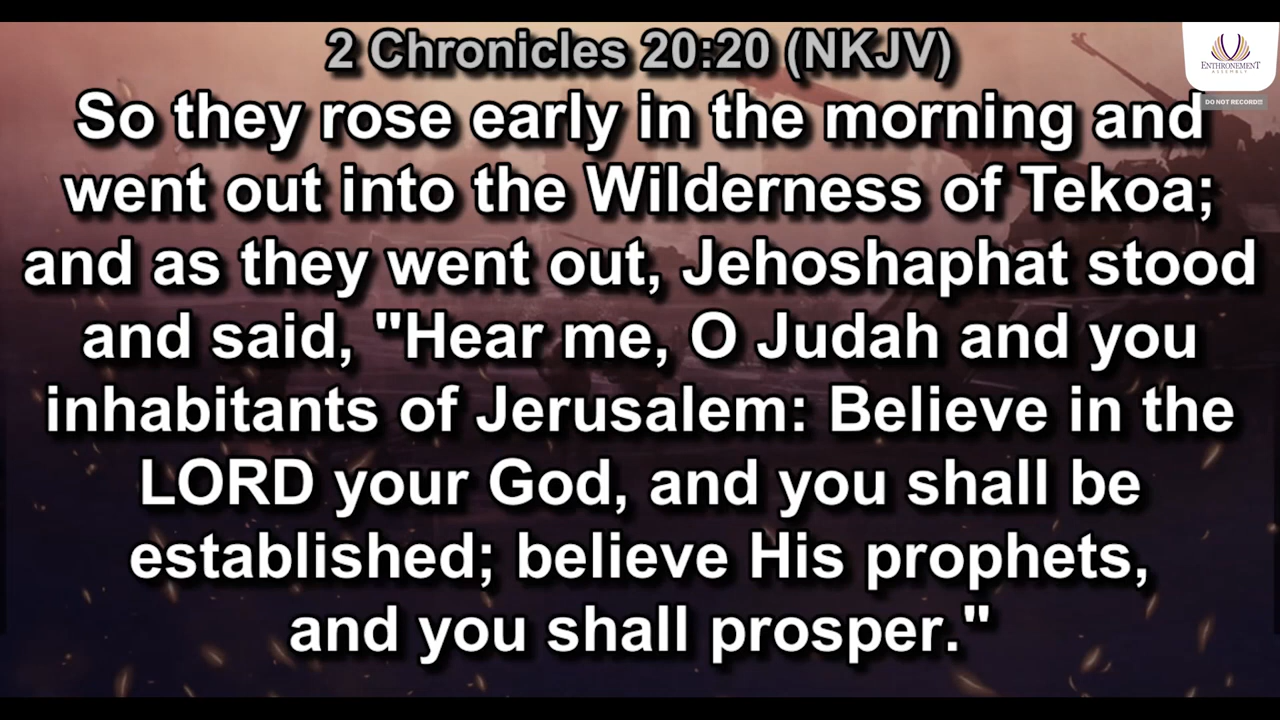 2 Chronicles 20:20 (NKJV)
So they rose early in the morning and
went out into the Wilderness of Tekoa;
and as they went out, Jehoshaphat stood
and said, "Hear me, O Judah and you
inhabitants of Jerusalem: Believe in the
LORD your God, and you shall be
established; believe His prophets,
and you shall prosper."
ENTHRONEMENT
ASSEMBLY
DO NOT RECORD!!!